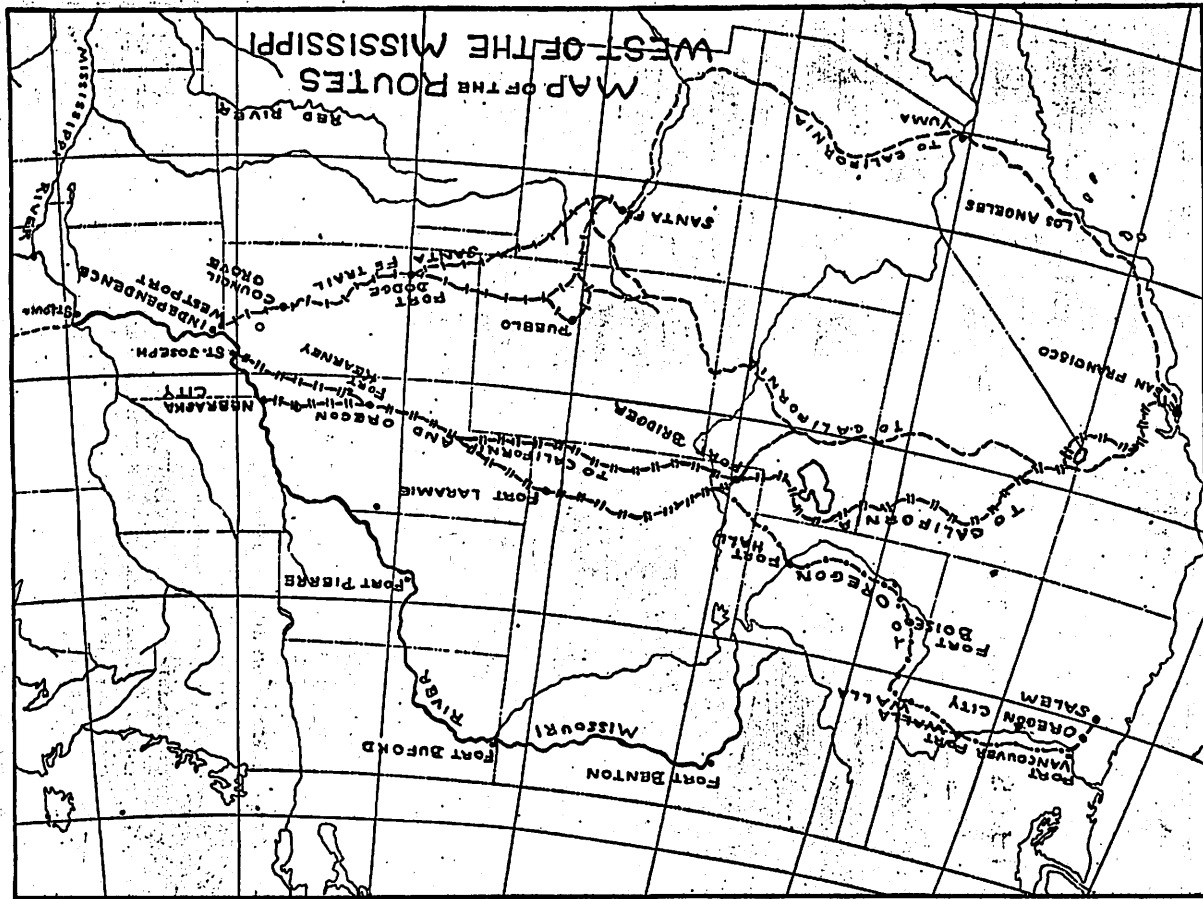 MAP OF THE ROUTES
WEST OF THE MISSISSIPPI
FORT VANCOUVER
OREGON CITY
SALEM
FORT WALLA WALLA
FORT BENTON
MISSOURI
RIVER
FORT BUFORD
FORT BOISE
TO OREGON
FORT HALL
FORT PIERRE
TO CALIFORNIA
FORT LARAMIE
FORT BRIDGER
TO CALIFORNIA
AND OREGON
FORT KEARNEY
NEBRASKA CITY
ST. JOSEPH
SAN FRANCISCO
TO CALIFORNI
PUEBLO
INDEPENDENCE
WESTPORT
COUNCIL GROVE
ST. LOUIS
FORT DODGE
SANTA FE TRAIL
SANTA FE
LOS ANGELES
TO CALIFORNIA
YUMA
RED RIVER
MISSISSIPPI
RIVER